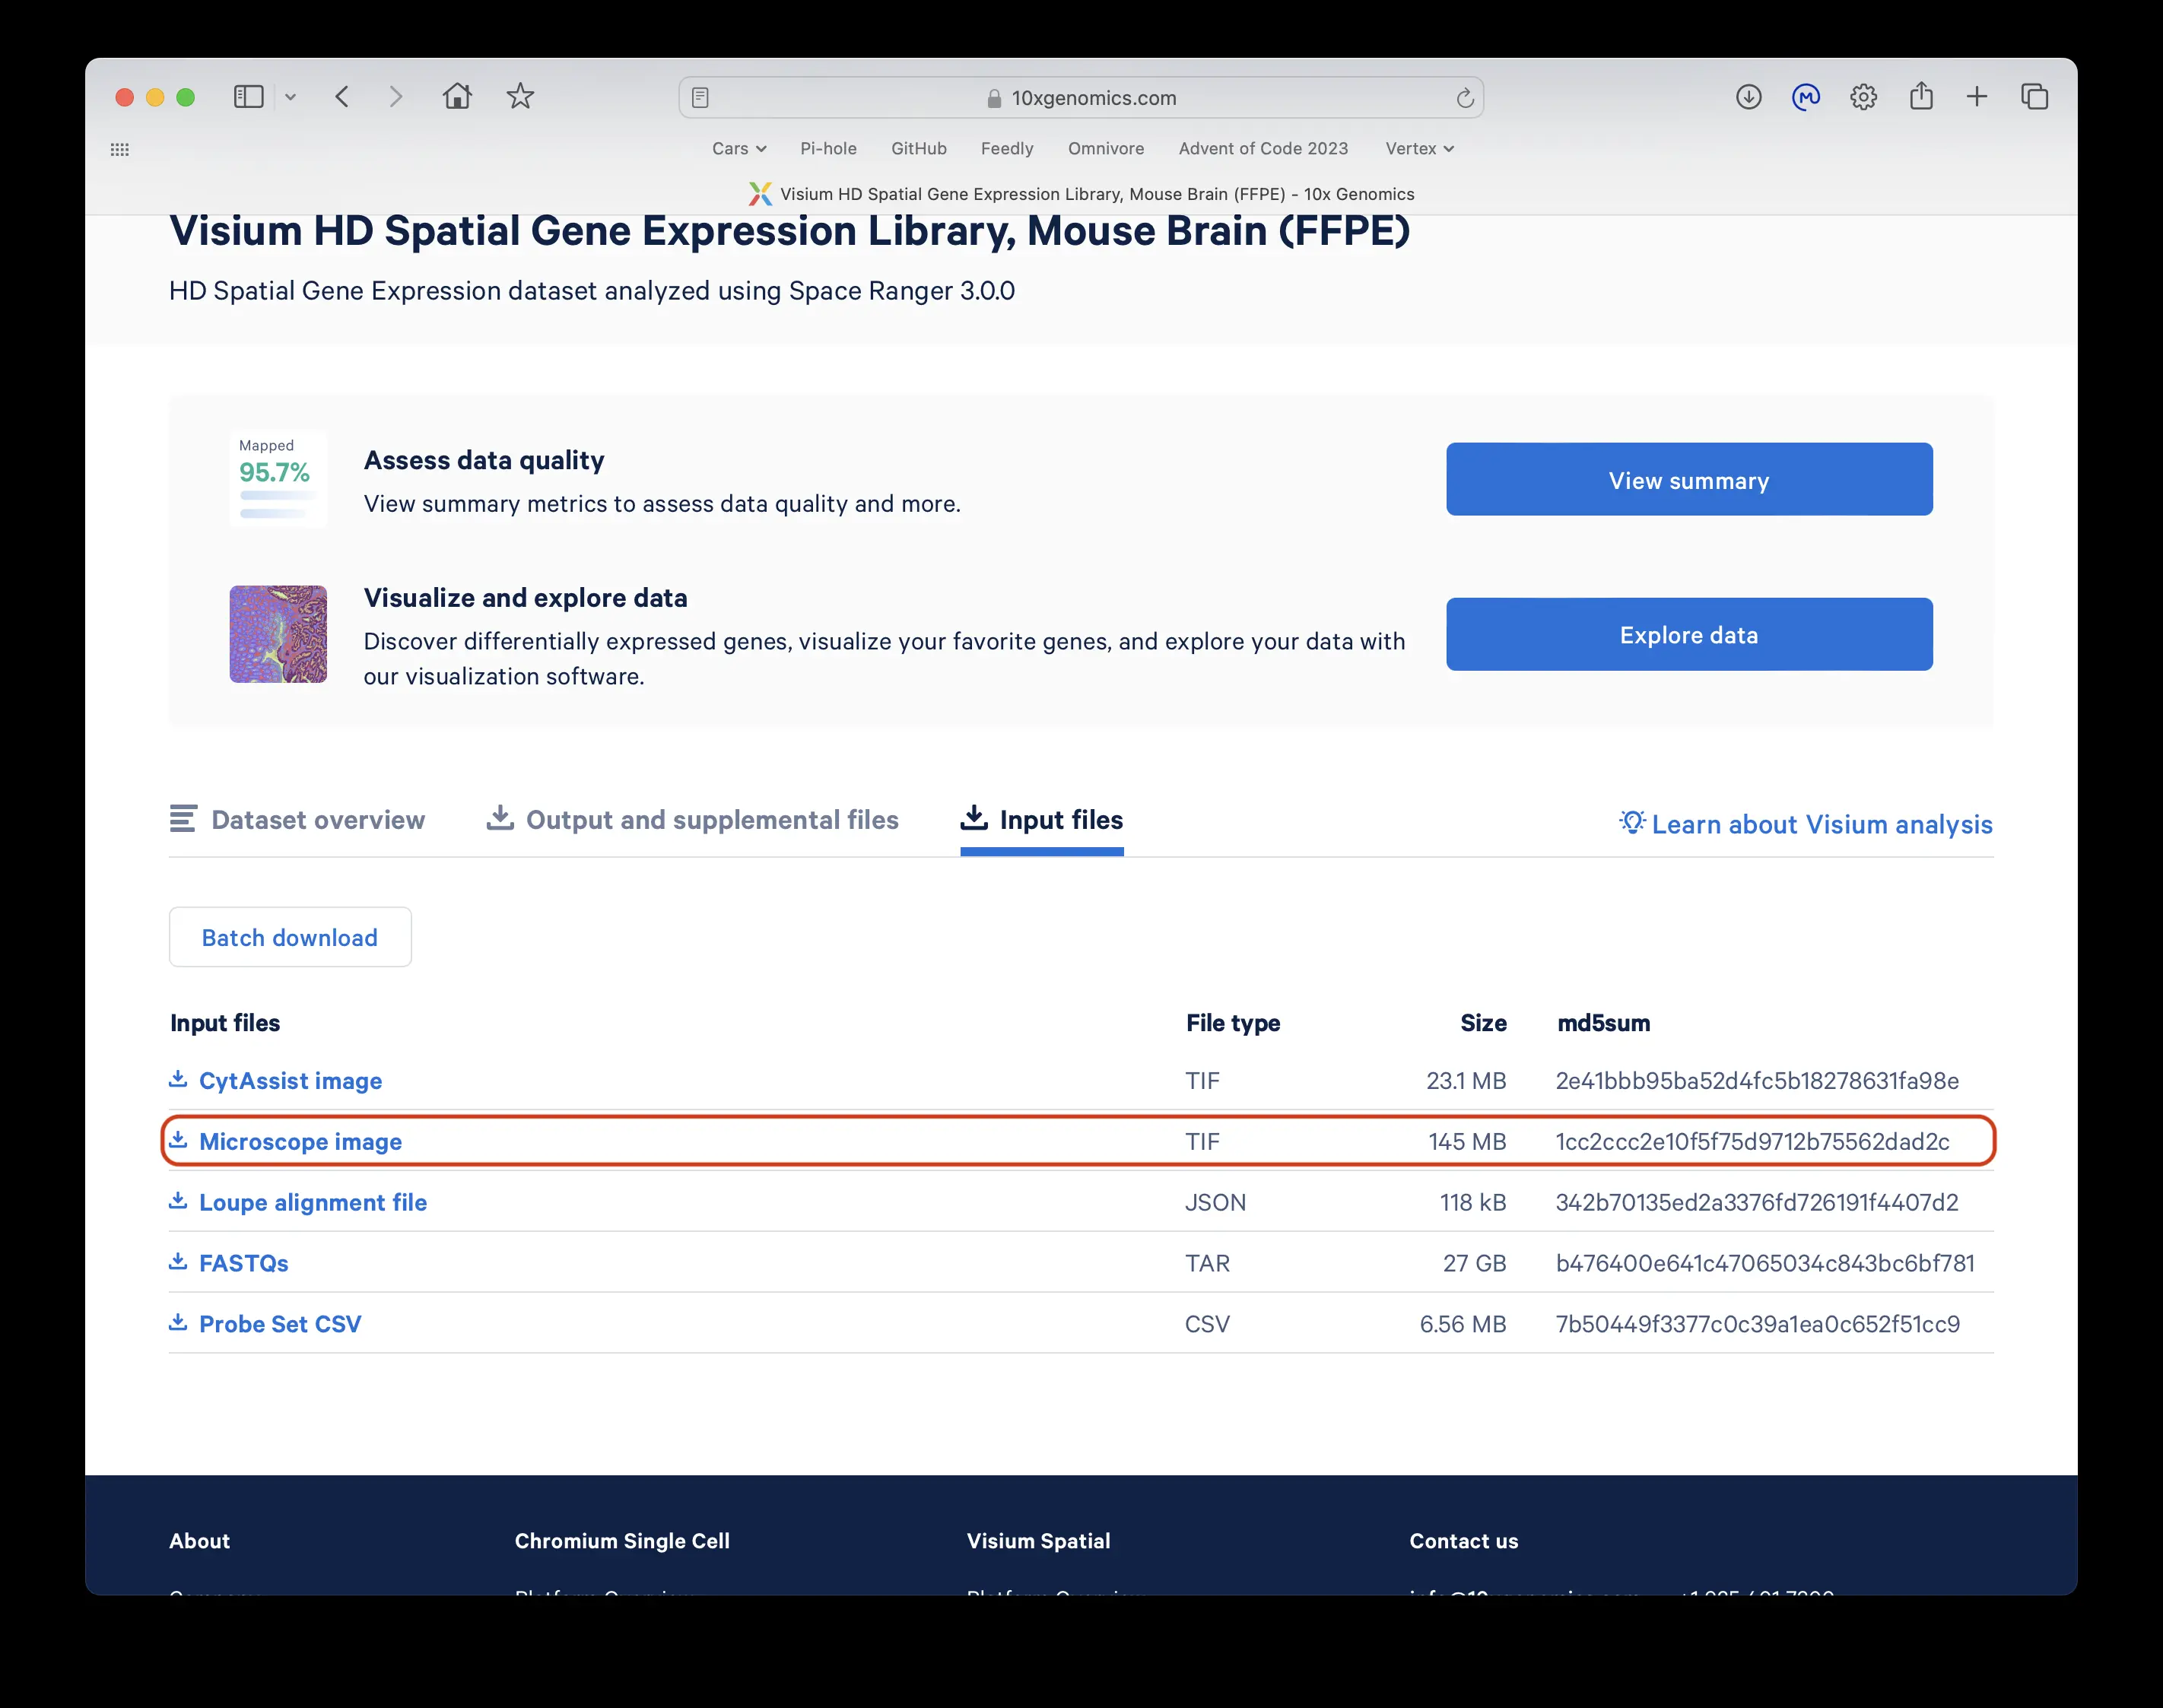 10xgenomics.com
Cars Pi-hole GitHub Feedly Omnivore Advent of Code 2023 Vertex
Visium HD Spatial Gene Expression Library, Mouse Brain (FFPE) - 10x Genomics
Visium HD Spatial Gene Expression Library, Mouse Brain (FFPE)
HD Spatial Gene Expression dataset analyzed using Space Ranger 3.0.0
Mapped
95.7%
Assess data quality
View summary metrics to assess data quality and more.
View summary
Visualize and explore data
Discover differentially expressed genes, visualize your favorite genes, and explore your data with
our visualization software.
Explore data
Dataset overview Output and supplemental files Input files Learn about Visium analysis
Batch download
Input files File type Size md5sum
CytAssist image TIF 23.1 MB 2e41bbb95ba52d4fc5b18278631fa98e
Microscope image TIF 145 MB 1cc2ccc2e10f5f75d9712b75562dad2c
Loupe alignment file JSON 118 kB 342b70135ed2a3376fd726191f4407d2
FASTQs TAR 27 GB b476400e641c47065034c843bc6bf781
Probe Set CSV CSV 6.56 MB 7b50449f3377c0c39a1ea0c652f51cc9
About Chromium Single Cell Visium Spatial Contact us